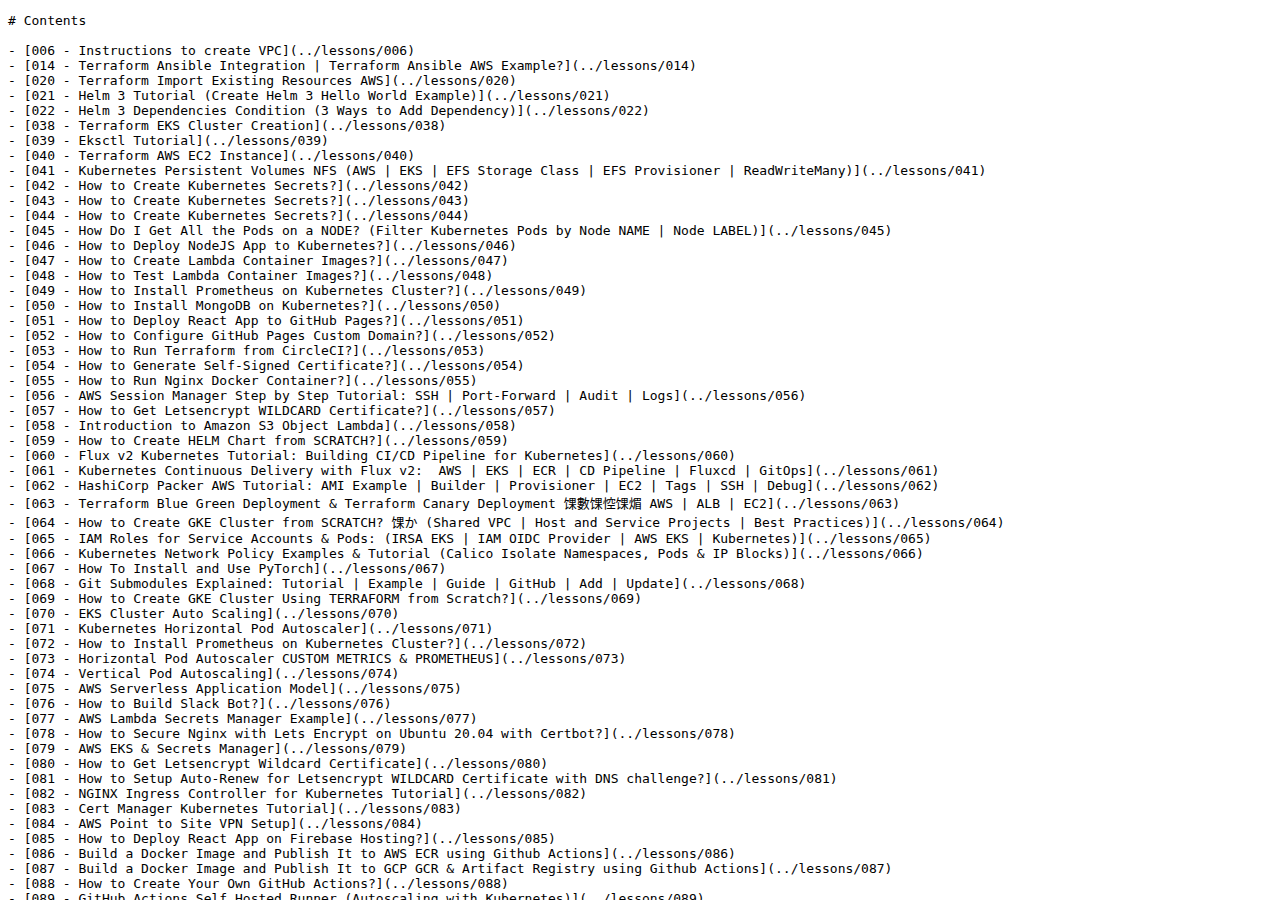 # Contents
- [006 - Instructions to create VPC](../lessons/006)
- [014 - Terraform Ansible Integration | Terraform Ansible AWS Example?](../lessons/014)
- [020 - Terraform Import Existing Resources AWS](../lessons/020)
- [021 - Helm 3 Tutorial (Create Helm 3 Hello World Example)](../lessons/021)
- [022 - Helm 3 Dependencies Condition (3 Ways to Add Dependency)](../lessons/022)
- [038 - Terraform EKS Cluster Creation](../lessons/038)
- [039 - Eksctl Tutorial](../lessons/039)
- [040 - Terraform AWS EC2 Instance](../lessons/040)
- [041 - Kubernetes Persistent Volumes NFS (AWS | EKS | EFS Storage Class | EFS Provisioner | ReadWriteMany)](../lessons/041)
- [042 - How to Create Kubernetes Secrets?](../lessons/042)
- [043 - How to Create Kubernetes Secrets?](../lessons/043)
- [044 - How to Create Kubernetes Secrets?](../lessons/044)
- [045 - How Do I Get All the Pods on a NODE? (Filter Kubernetes Pods by Node NAME | Node LABEL)](../lessons/045)
- [046 - How to Deploy NodeJS App to Kubernetes?](../lessons/046)
- [047 - How to Create Lambda Container Images?](../lessons/047)
- [048 - How to Test Lambda Container Images?](../lessons/048)
- [049 - How to Install Prometheus on Kubernetes Cluster?](../lessons/049)
- [050 - How to Install MongoDB on Kubernetes?](../lessons/050)
- [051 - How to Deploy React App to GitHub Pages?](../lessons/051)
- [052 - How to Configure GitHub Pages Custom Domain?](../lessons/052)
- [053 - How to Run Terraform from CircleCI?](../lessons/053)
- [054 - How to Generate Self-Signed Certificate?](../lessons/054)
- [055 - How to Run Nginx Docker Container?](../lessons/055)
- [056 - AWS Session Manager Step by Step Tutorial: SSH | Port-Forward | Audit | Logs](../lessons/056)
- [057 - How to Get Letsencrypt WILDCARD Certificate?](../lessons/057)
- [058 - Introduction to Amazon S3 Object Lambda](../lessons/058)
- [059 - How to Create HELM Chart from SCRATCH?](../lessons/059)
- [060 - Flux v2 Kubernetes Tutorial: Building CI/CD Pipeline for Kubernetes](../lessons/060)
- [061 - Kubernetes Continuous Delivery with Flux v2:  AWS | EKS | ECR | CD Pipeline | Fluxcd | GitOps](../lessons/061)
- [062 - HashiCorp Packer AWS Tutorial: AMI Example | Builder | Provisioner | EC2 | Tags | SSH | Debug](../lessons/062)
- [063 - Terraform Blue Green Deployment & Terraform Canary Deployment 馃數馃悾馃煝 AWS | ALB | EC2](../lessons/063)
- [064 - How to Create GKE Cluster from SCRATCH? 馃か (Shared VPC | Host and Service Projects | Best Practices)](../lessons/064)
- [065 - IAM Roles for Service Accounts & Pods: (IRSA EKS | IAM OIDC Provider | AWS EKS | Kubernetes)](../lessons/065)
- [066 - Kubernetes Network Policy Examples & Tutorial (Calico Isolate Namespaces, Pods & IP Blocks)](../lessons/066)
- [067 - How To Install and Use PyTorch](../lessons/067)
- [068 - Git Submodules Explained: Tutorial | Example | Guide | GitHub | Add | Update](../lessons/068)
- [069 - How to Create GKE Cluster Using TERRAFORM from Scratch?](../lessons/069)
- [070 - EKS Cluster Auto Scaling](../lessons/070)
- [071 - Kubernetes Horizontal Pod Autoscaler](../lessons/071)
- [072 - How to Install Prometheus on Kubernetes Cluster?](../lessons/072)
- [073 - Horizontal Pod Autoscaler CUSTOM METRICS & PROMETHEUS](../lessons/073)
- [074 - Vertical Pod Autoscaling](../lessons/074)
- [075 - AWS Serverless Application Model](../lessons/075)
- [076 - How to Build Slack Bot?](../lessons/076)
- [077 - AWS Lambda Secrets Manager Example](../lessons/077)
- [078 - How to Secure Nginx with Lets Encrypt on Ubuntu 20.04 with Certbot?](../lessons/078)
- [079 - AWS EKS & Secrets Manager](../lessons/079)
- [080 - How to Get Letsencrypt Wildcard Certificate](../lessons/080)
- [081 - How to Setup Auto-Renew for Letsencrypt WILDCARD Certificate with DNS challenge?](../lessons/081)
- [082 - NGINX Ingress Controller for Kubernetes Tutorial](../lessons/082)
- [083 - Cert Manager Kubernetes Tutorial](../lessons/083)
- [084 - AWS Point to Site VPN Setup](../lessons/084)
- [085 - How to Deploy React App on Firebase Hosting?](../lessons/085)
- [086 - Build a Docker Image and Publish It to AWS ECR using Github Actions](../lessons/086)
- [087 - Build a Docker Image and Publish It to GCP GCR & Artifact Registry using Github Actions](../lessons/087)
- [088 - How to Create Your Own GitHub Actions?](../lessons/088)
- [089 - GitHub Actions Self Hosted Runner (Autoscaling with Kubernetes)](../lessons/089)